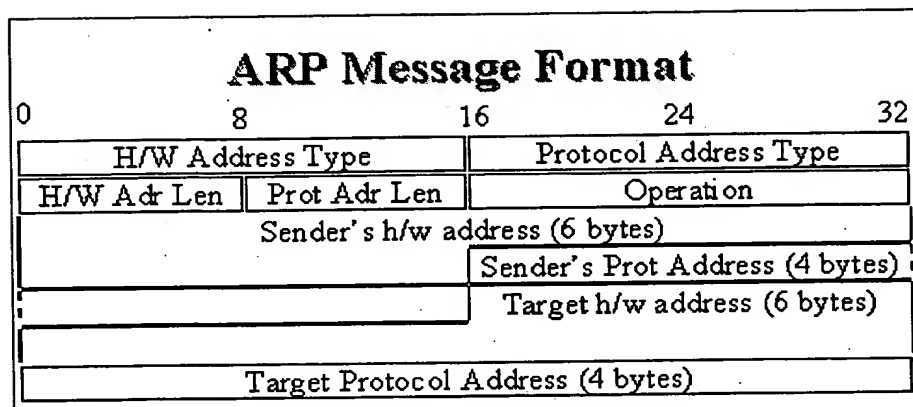 ARP Message Format
0 8 16 24 32
H/W Address Type Protocol Address Type
H/W Adr Len Prot Adr Len Operation
Sender's h/w address (6 bytes)
Sender's Prot Address (4 bytes)
Target h/w address (6 bytes)
Target Protocol Address (4 bytes)